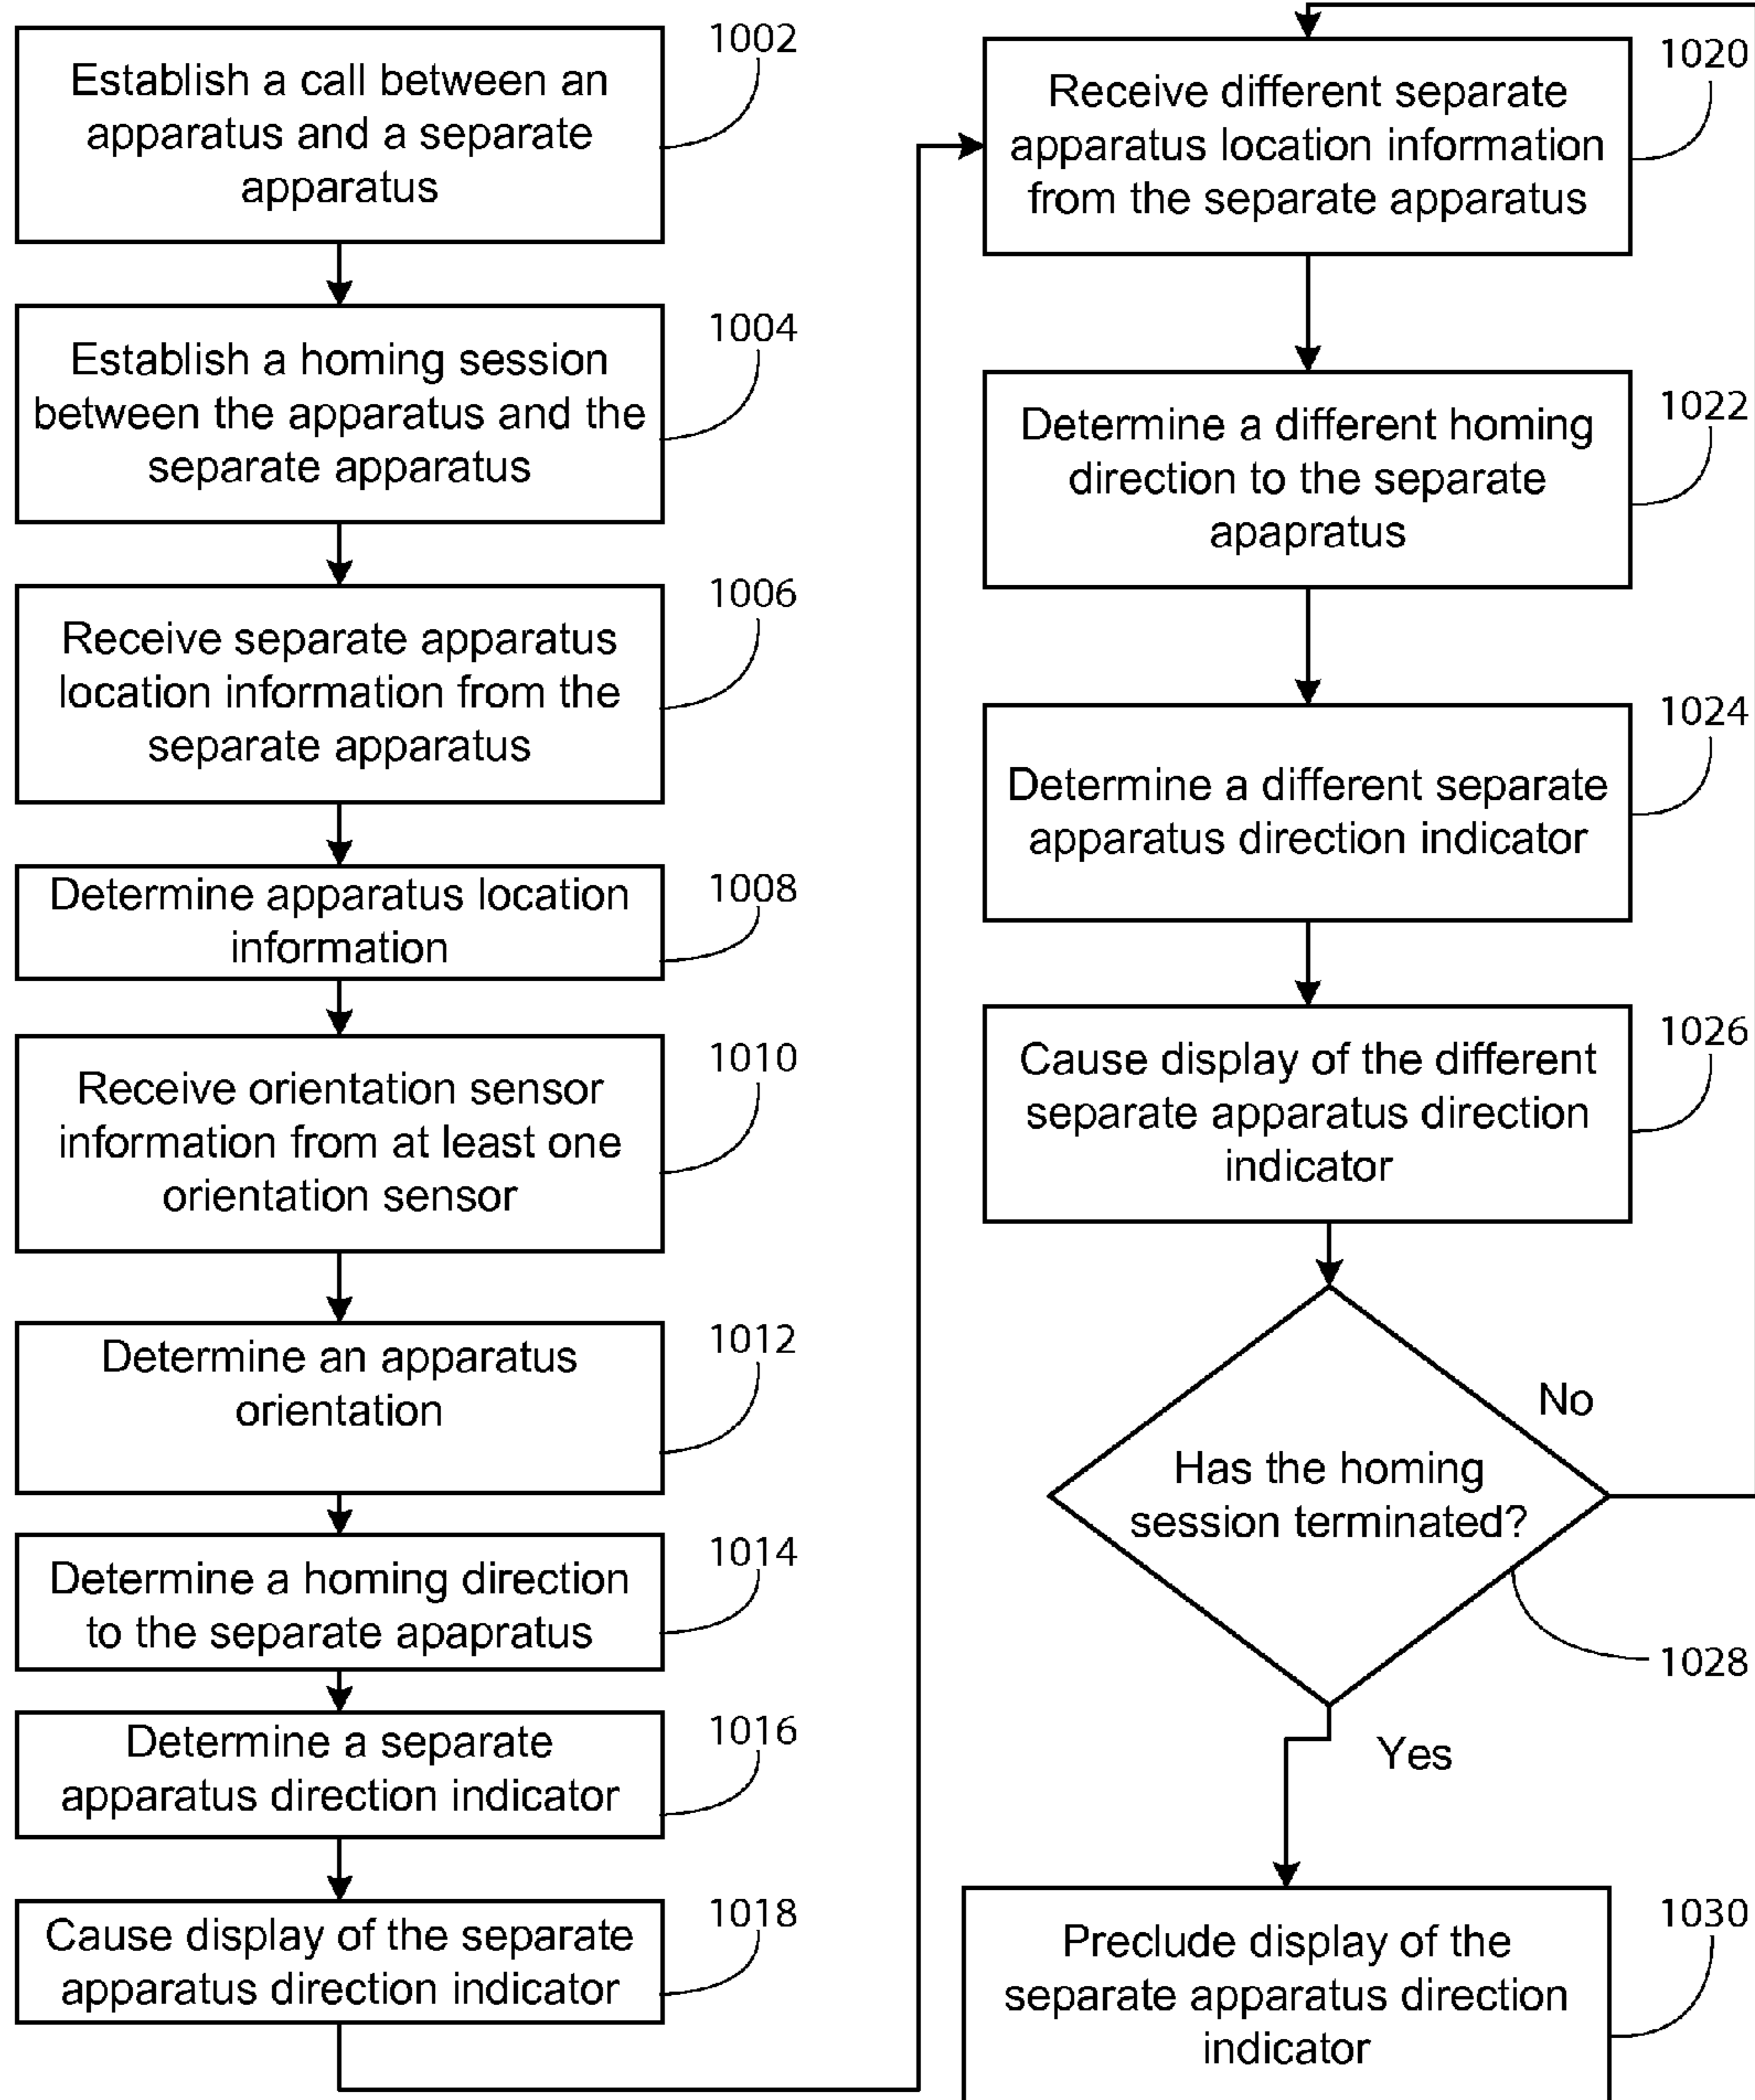 1002
Establish a call between an
apparatus and a separate
apparatus
1004
Establish a homing session
between the apparatus and the
separate apparatus
1006
Receive separate apparatus
location information from the
separate apparatus
1008
Determine apparatus location
information
1010
Receive orientation sensor
information from at least one
orientation sensor
1012
Determine an apparatus
orientation
1014
Determine a homing direction
to the separate apapratus
1016
Determine a separate
apparatus direction indicator
1018
Cause display of the separate
apparatus direction indicator
1020
Receive different separate
apparatus location information
from the separate apparatus
1022
Determine a different homing
direction to the separate
apapratus
1024
Determine a different separate
apparatus direction indicator
1026
Cause display of the different
separate apparatus direction
indicator
No
Has the homing
session terminated?
1028
Yes
1030
Preclude display of the
separate apparatus direction
indicator